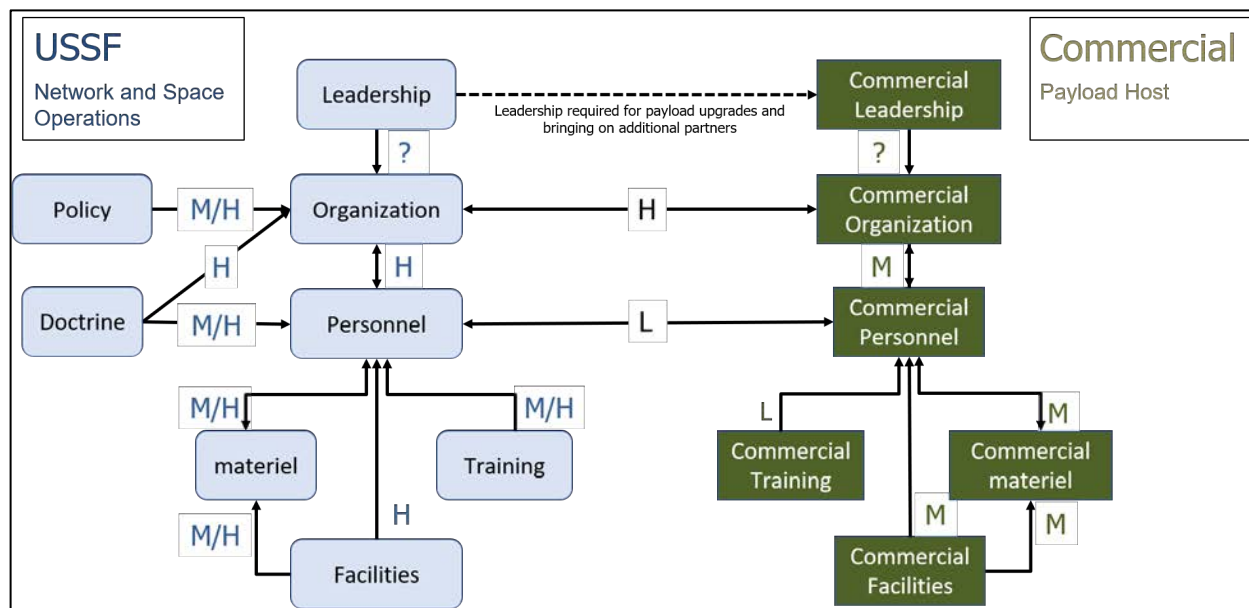 USSF
Network and Space
Operations
Commercial
Payload Host
Leadership
Leadership required for payload upgrades and
bringing on additional partners
Commercial
Leadership
?
?
Policy
M/H
Organization
H
Commercial
Organization
H
H
M
Doctrine
M/H
Personnel
L
Commercial
Personnel
M/H
M/H
L
M
materiel
Training
Commercial
Training
Commercial
materiel
M/H
H
M
M
Facilities
Commercial
Facilities